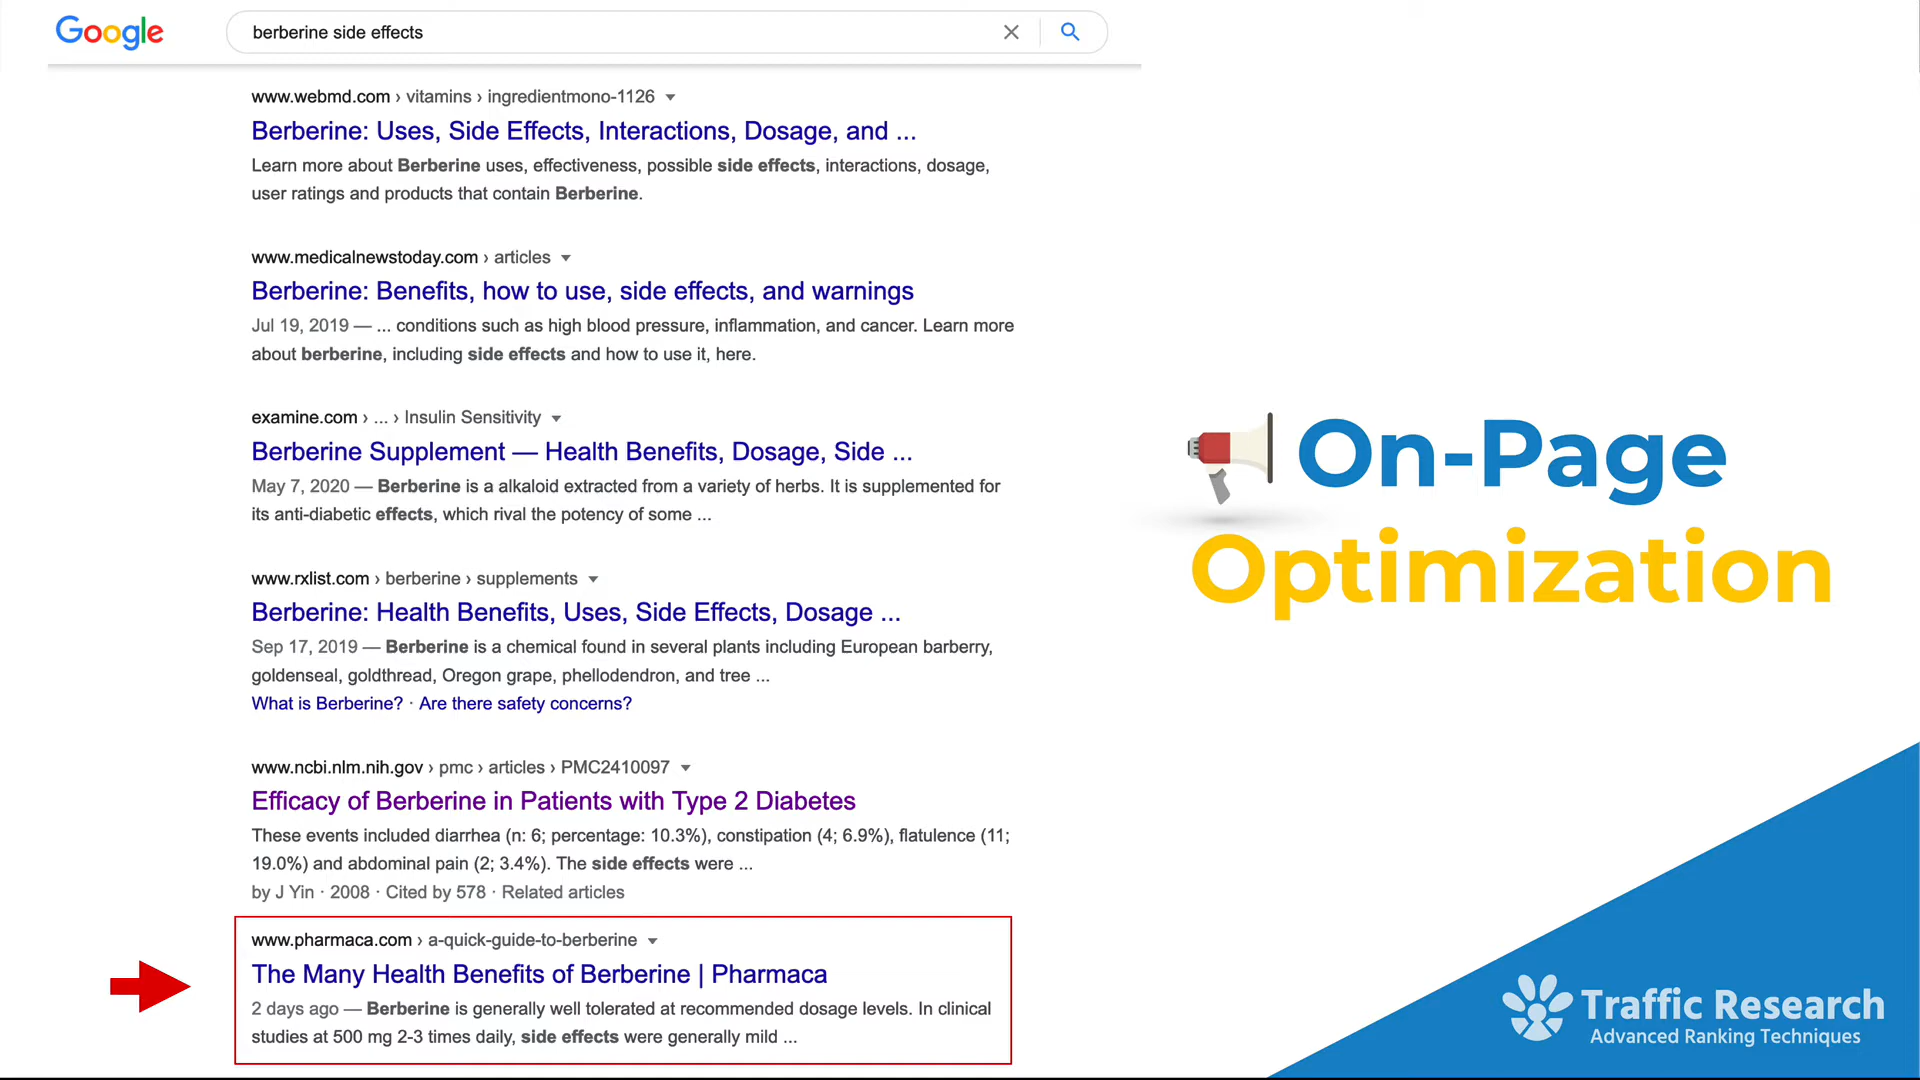 Google
berberine side effects
www.webmd.com › vitamins › ingredientmono-1126
Berberine: Uses, Side Effects, Interactions, Dosage, and ...
Learn more about Berberine uses, effectiveness, possible side effects, interactions, dosage,
user ratings and products that contain Berberine.
www.medicalnewstoday.com › articles
Berberine: Benefits, how to use, side effects, and warnings
Jul 19, 2019 — ... conditions such as high blood pressure, inflammation, and cancer. Learn more
about berberine, including side effects and how to use it, here.
examine.com › ... › Insulin Sensitivity
Berberine Supplement — Health Benefits, Dosage, Side ...
May 7, 2020 — Berberine is a alkaloid extracted from a variety of herbs. It is supplemented for
its anti-diabetic effects, which rival the potency of some ...
www.rxlist.com › berberine › supplements
Berberine: Health Benefits, Uses, Side Effects, Dosage ...
Sep 17, 2019 — Berberine is a chemical found in several plants including European barberry,
goldenseal, goldthread, Oregon grape, phellodendron, and tree ...
What is Berberine? · Are there safety concerns?
www.ncbi.nlm.nih.gov › pmc › articles › PMC2410097
Efficacy of Berberine in Patients with Type 2 Diabetes
These events included diarrhea (n: 6; percentage: 10.3%), constipation (4; 6.9%), flatulence (11;
19.0%) and abdominal pain (2; 3.4%). The side effects were ...
by J Yin · 2008 · Cited by 578 · Related articles
www.pharmaca.com › a-quick-guide-to-berberine
The Many Health Benefits of Berberine | Pharmaca
2 days ago — Berberine is generally well tolerated at recommended dosage levels. In clinical
studies at 500 mg 2-3 times daily, side effects were generally mild ...
On-Page
Optimization
Traffic Research
Advanced Ranking Techniques